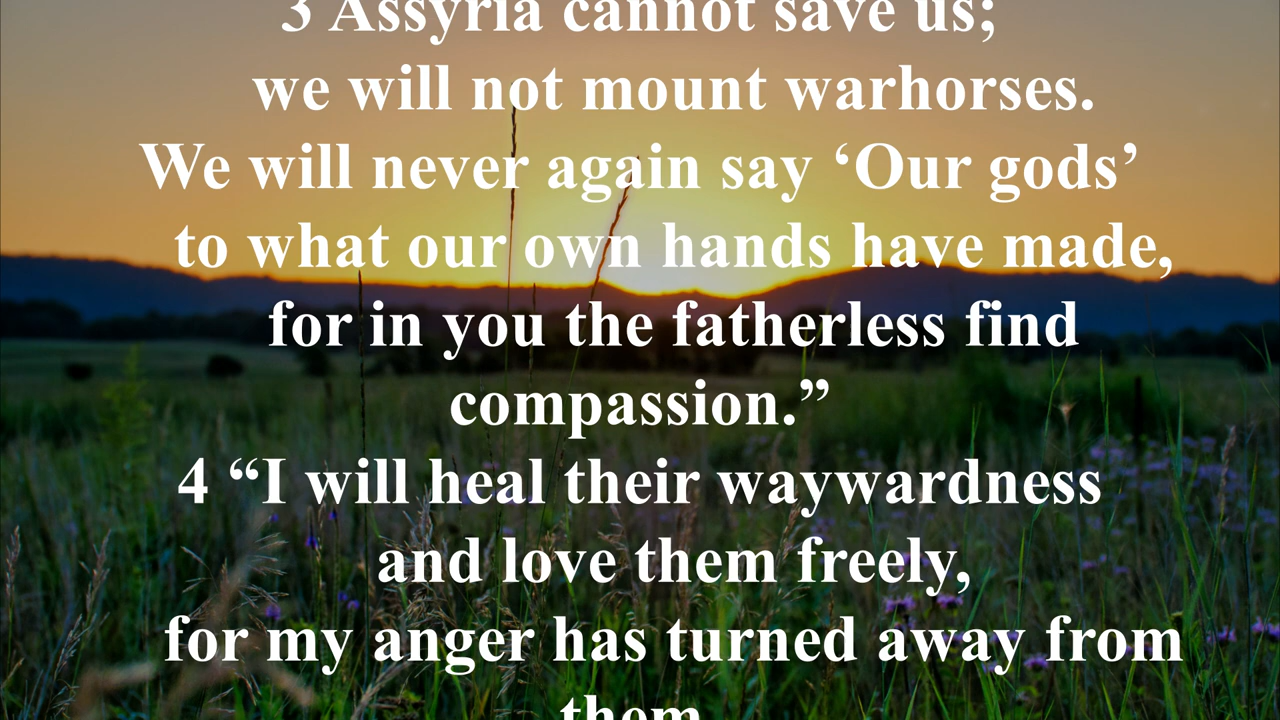 3 Assyria cannot save us;
we will not mount warhorses.
We will never again say ‘Our gods’
to what our own hands have made,
for in you the fatherless find
compassion.”
4 “I will heal their waywardness
and love them freely,
for my anger has turned away from
them